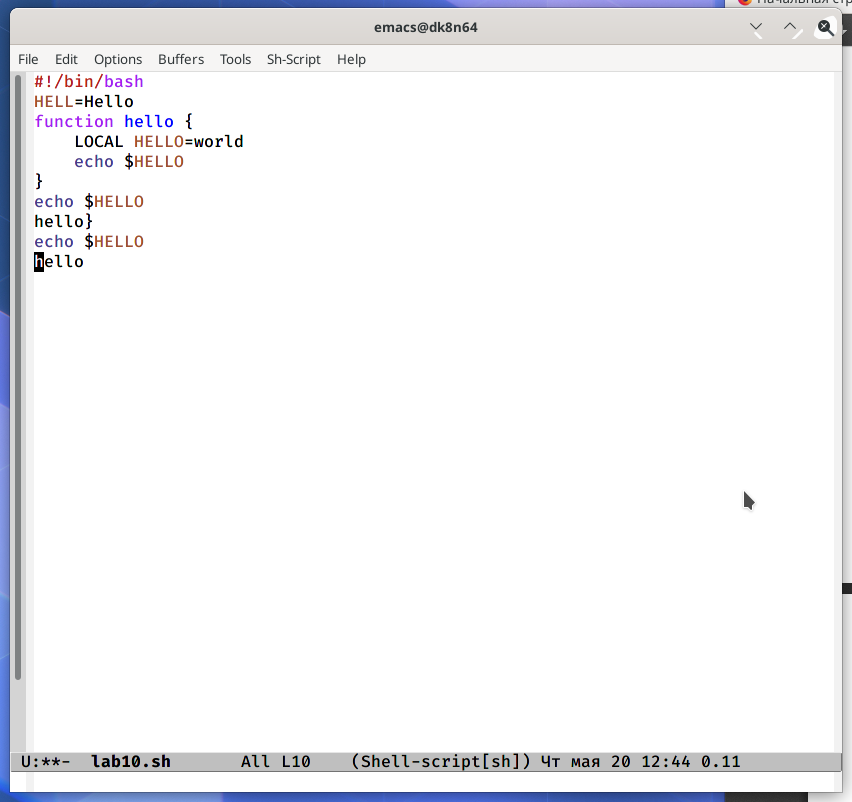 Начальная стр
emacs@dk8n64
File Edit Options Buffers Tools Sh-Script Help
#!/bin/bash
HELL=Hello
function hello {
    LOCAL HELLO=world
    echo $HELLO
}
echo $HELLO
hello}
echo $HELLO
hello
U:**-  lab10.sh       All L10    (Shell-script[sh]) Чт мая 20 12:44 0.11